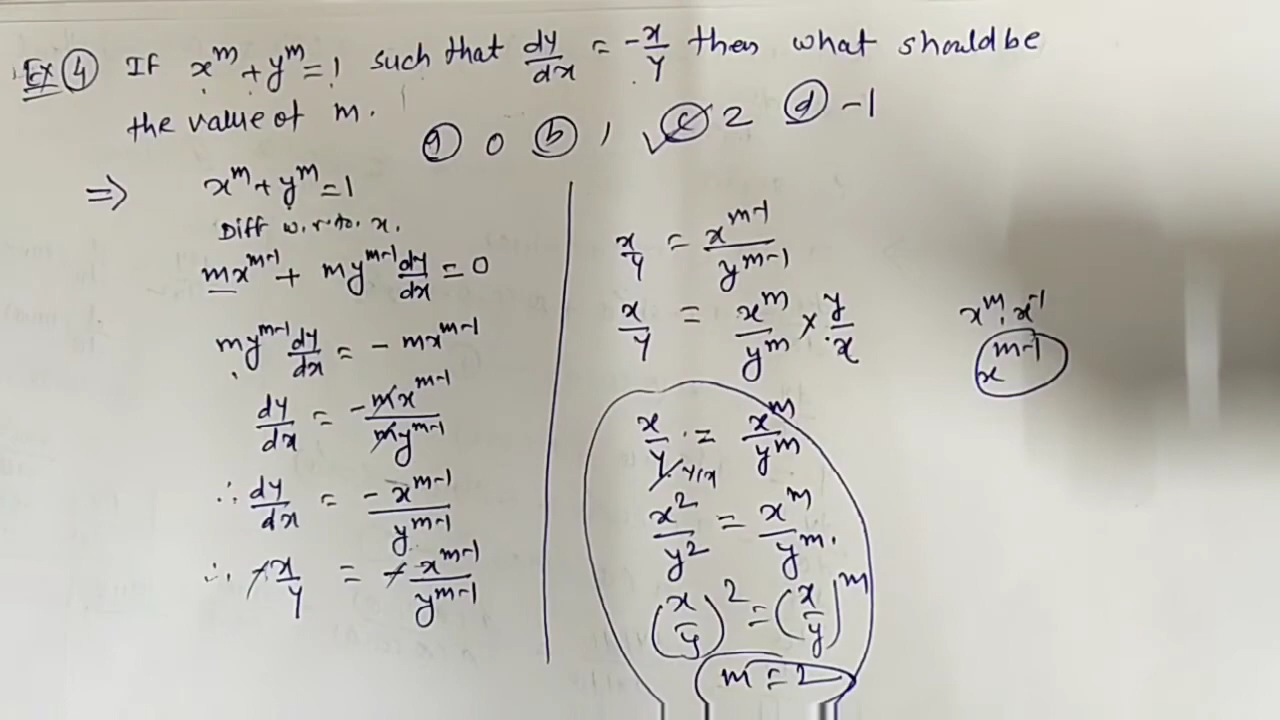 Ex ④ If x^m + y^m = 1 such that dy/dx = -x/y then what should be
the value of m.
ⓐ 0 ⓑ 1 ✓ⓒ 2 ⓓ -1
⇒ x^m + y^m = 1
Diff w.r.to. x.
mx^(m-1) + my^(m-1) dy/dx = 0
my^(m-1) dy/dx = - mx^(m-1)
dy/dx = - mx^(m-1) / my^(m-1)
∴ dy/dx = - x^(m-1) / y^(m-1)
∴ -x/y = - x^(m-1) / y^(m-1)
x/y = x^(m-1) / y^(m-1)
x/y = x^m / y^m × y/x
x^m . x^-1
x^(m-1)
x/y / y/x = x^m / y^m
x^2 / y^2 = x^m / y^m.
(x/y)^2 = (x/y)^m
m = 2